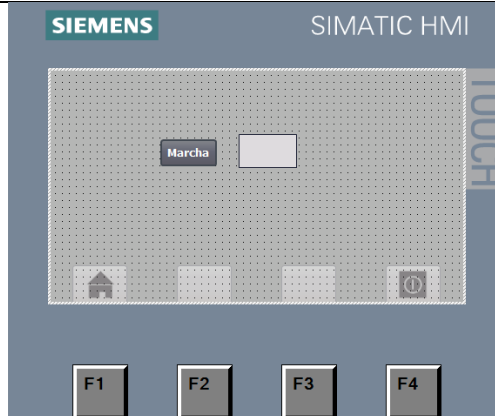 SIEMENS
SIMATIC HMI
TOUCH
Marcha
F1
F2
F3
F4